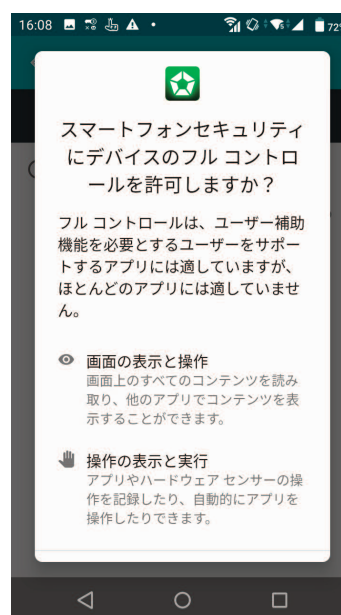 16:08
72°
スマートフォンセキュリティ
にデバイスのフル コントロ
ールを許可しますか？
フル コントロールは、ユーザー補助
機能を必要とするユーザーをサポー
トするアプリには適していますが、
ほとんどのアプリには適していませ
ん。
画面の表示と操作
画面上のすべてのコンテンツを読み
取り、他のアプリでコンテンツを表
示することができます。
操作の表示と実行
アプリやハードウェア センサーの操
作を記録したり、自動的にアプリを
操作したりできます。